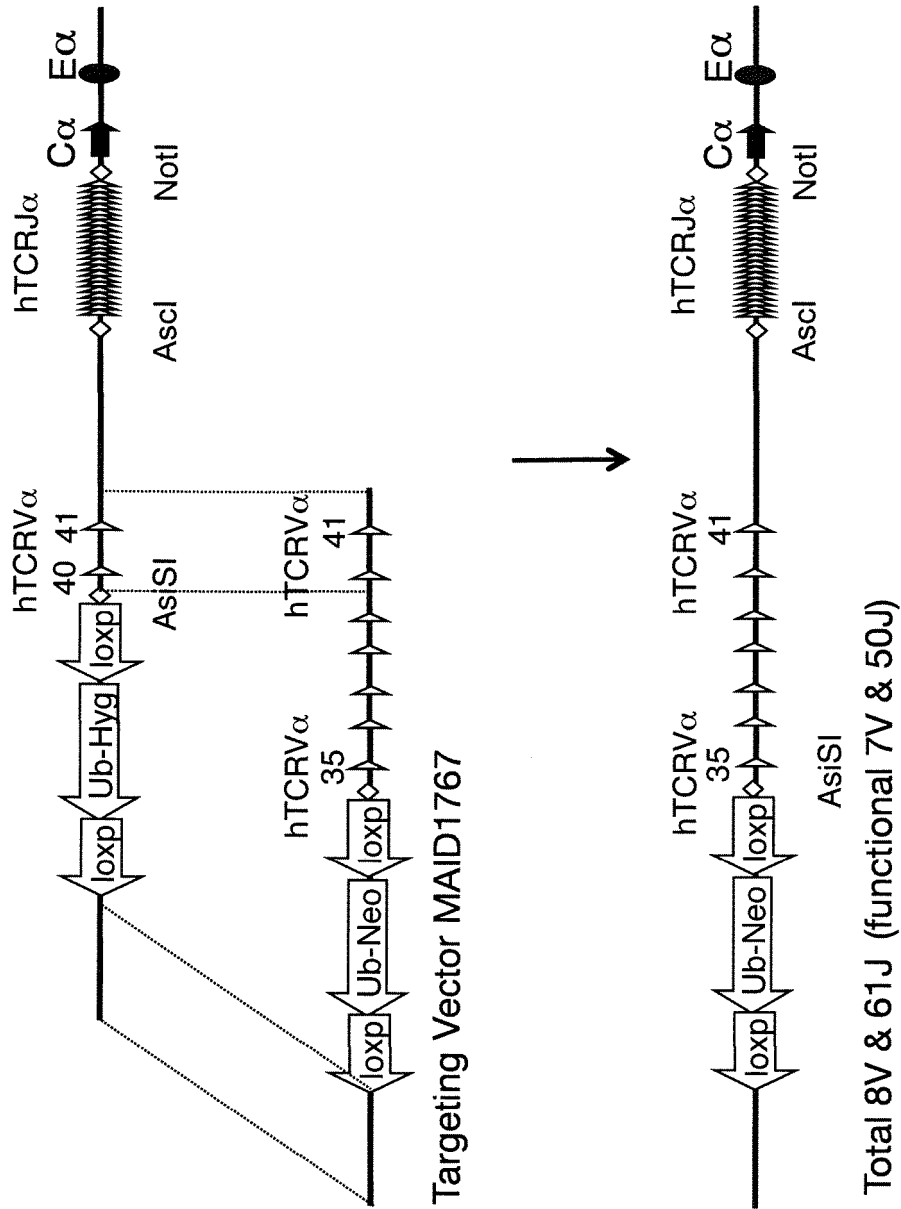 hTCRVα
40 41
hTCRJα
Cα
Eα
loxp
Ub-Hyg
loxp
AsiSI
AscI
NotI
hTCRVα
35
hTCRVα
41
loxp
Ub-Neo
loxp
Targeting Vector MAID1767
hTCRVα
35
hTCRVα
41
hTCRJα
Cα
Eα
loxp
Ub-Neo
loxp
AsiSI
AscI
NotI
Total 8V & 61J (functional 7V & 50J)